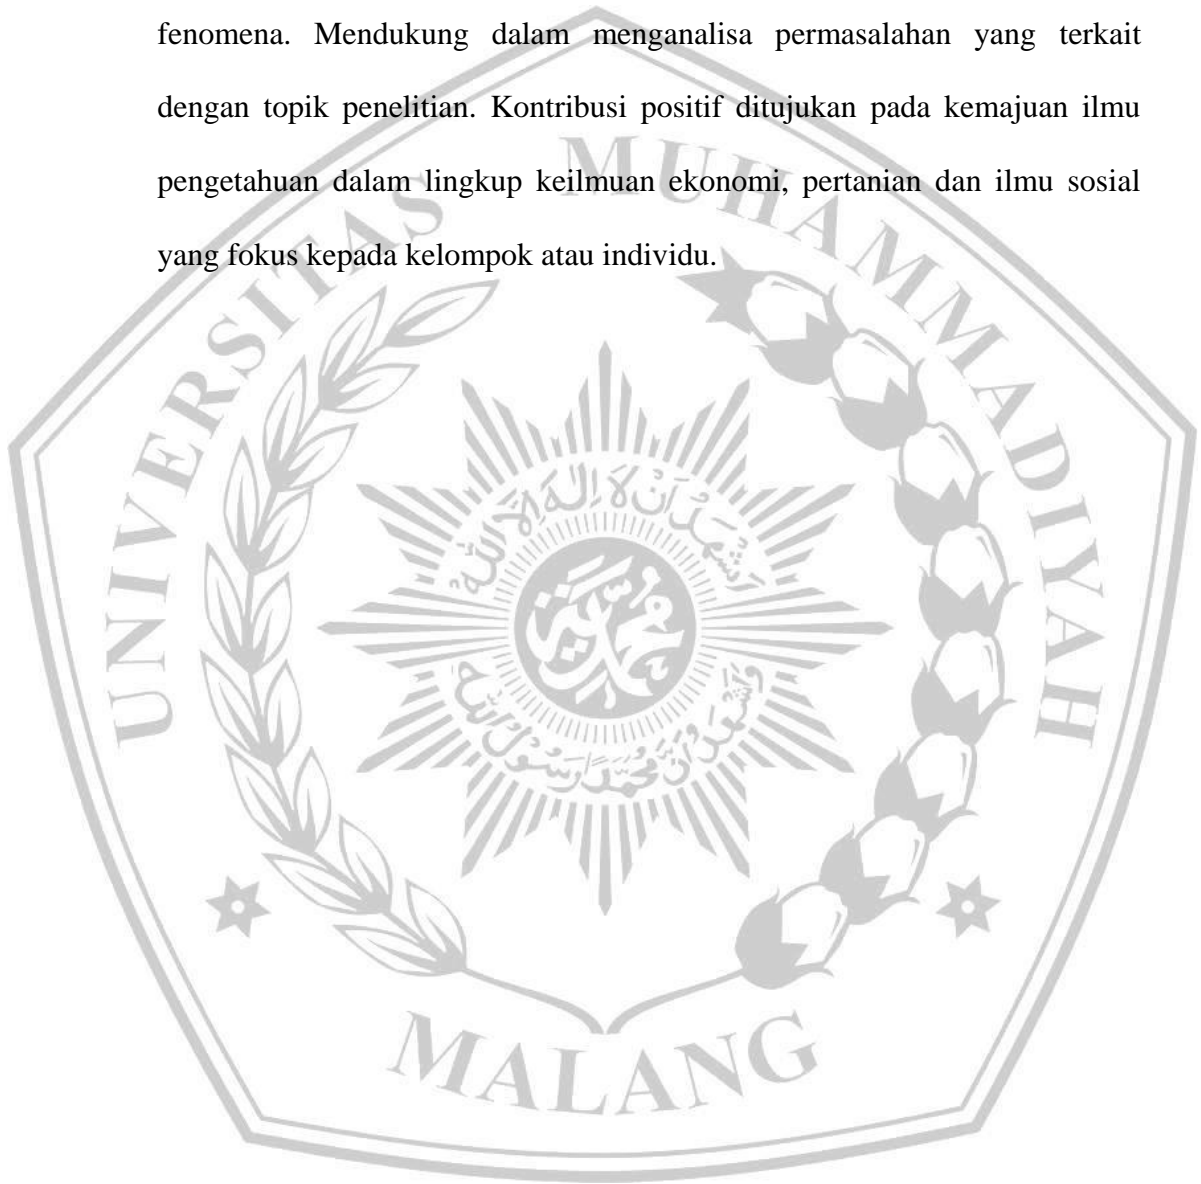 fenomena. Mendukung dalam menganalisa permasalahan yang terkait
dengan topik penelitian. Kontribusi positif ditujukan pada kemajuan ilmu
pengetahuan dalam lingkup keilmuan ekonomi, pertanian dan ilmu sosial
yang fokus kepada kelompok atau individu.
UNIVERSITAS MUHAMMADIYAH
MALANG